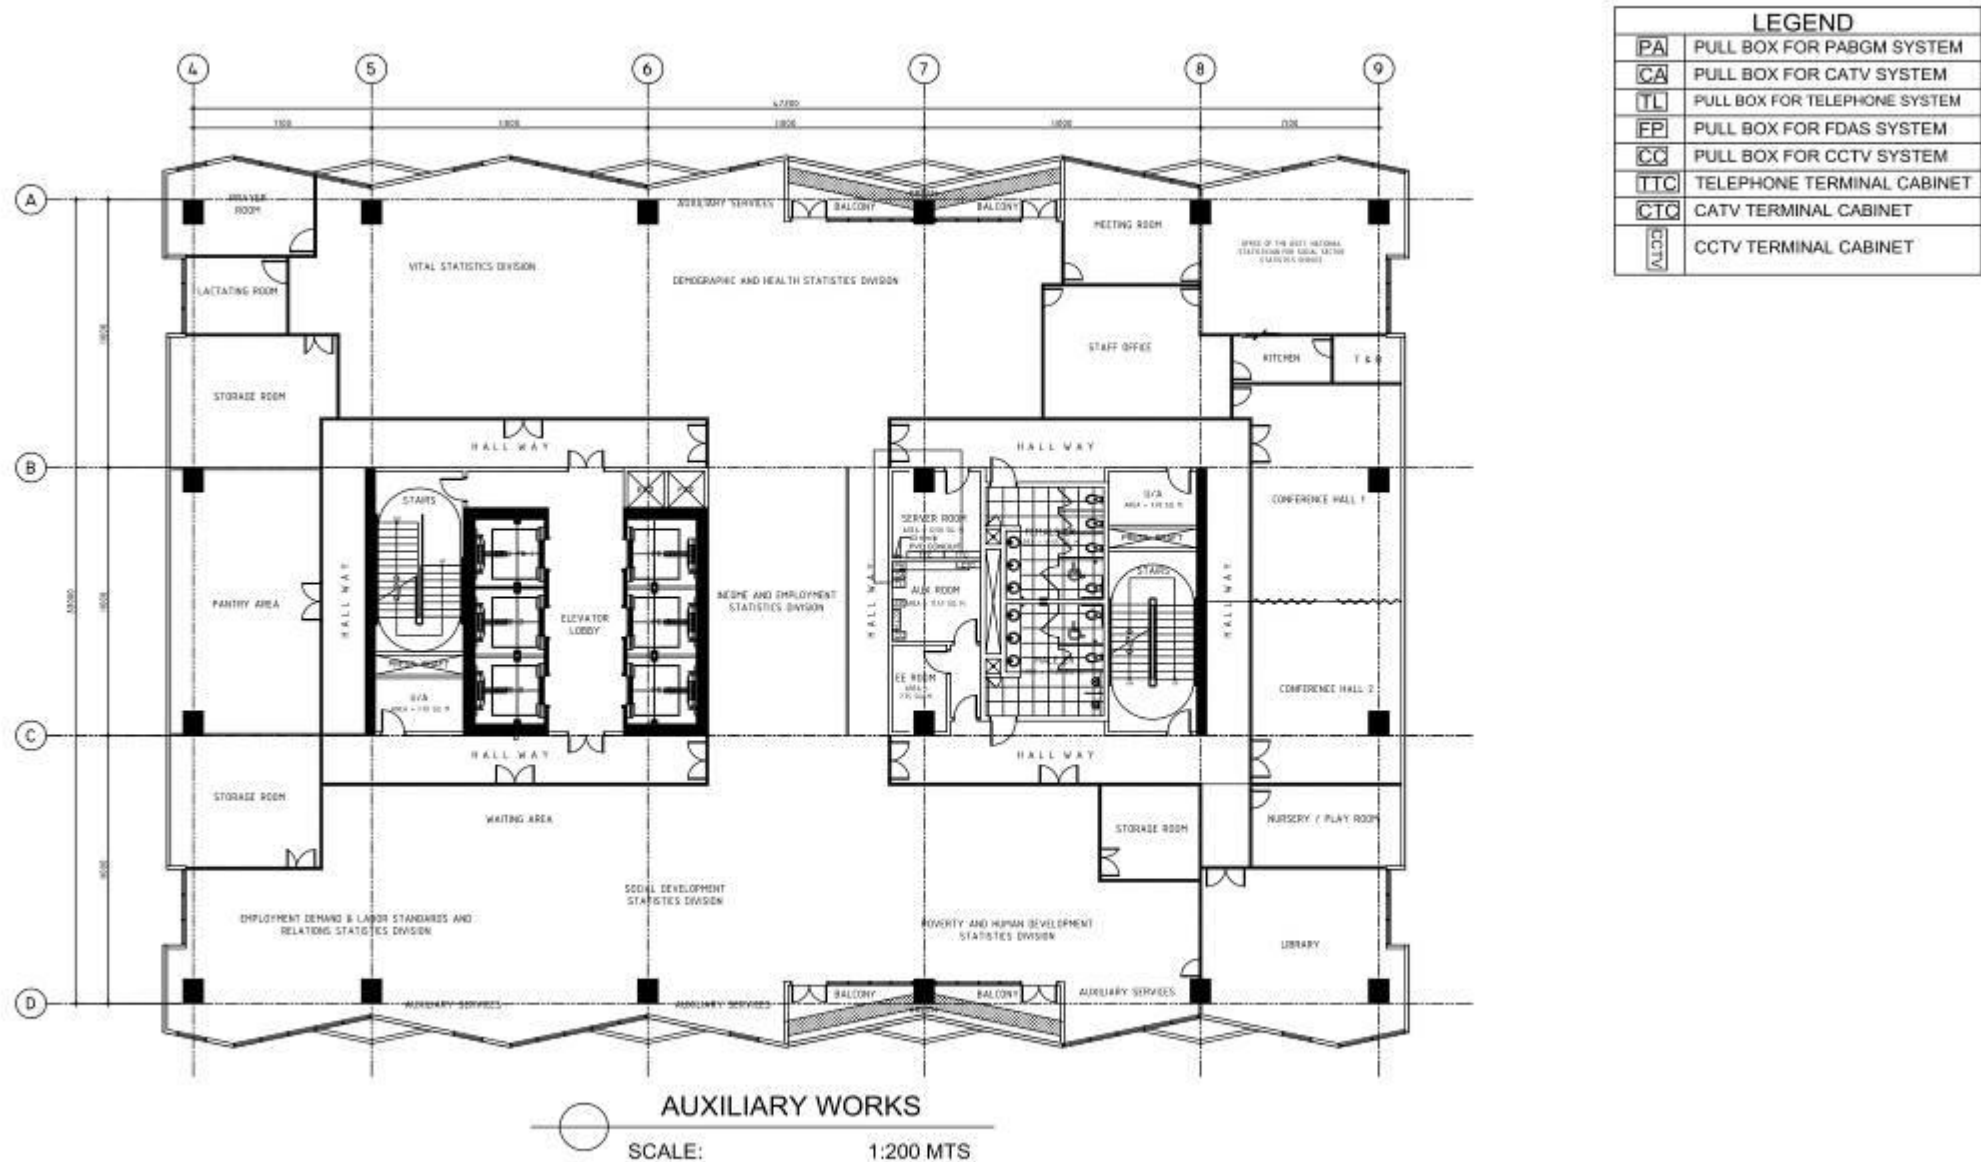 LEGEND
PA PULL BOX FOR PABGM SYSTEM
CA PULL BOX FOR CATV SYSTEM
TL PULL BOX FOR TELEPHONE SYSTEM
FP PULL BOX FOR FDAS SYSTEM
CC PULL BOX FOR CCTV SYSTEM
TTC TELEPHONE TERMINAL CABINET
CTC CATV TERMINAL CABINET
CCTV CCTV TERMINAL CABINET
4 5 6 7 8 9
A
PRAYER
ROOM
AUXILIARY SERVICES
BALCONY BALCONY
MEETING ROOM
VITAL STATISTICS DIVISION
DEMOGRAPHIC AND HEALTH STATISTICS DIVISION
LACTATING ROOM
STAFF OFFICE
KITCHEN
STORAGE ROOM
HALL WAY HALL WAY
B
STAIRS
CONFERENCE HALL 1
SERVER ROOM
STAIRS
AUX ROOM
PANTRY AREA
HALL WAY
ELEVATOR
LOBBY
INCOME AND EMPLOYMENT
STATISTICS DIVISION
HALL WAY
HALL WAY
EE ROOM
CONFERENCE HALL 2
C
HALL WAY HALL WAY
STORAGE ROOM
WAITING AREA
STORAGE ROOM
NURSERY / PLAY ROOM
SOCIAL DEVELOPMENT
STATISTICS DIVISION
EMPLOYMENT DEMAND & LABOR STANDARDS AND
RELATIONS STATISTICS DIVISION
POVERTY AND HUMAN DEVELOPMENT
STATISTICS DIVISION
LIBRARY
D
AUXILIARY SERVICES AUXILIARY SERVICES BALCONY BALCONY AUXILIARY SERVICES
AUXILIARY WORKS
SCALE: 1:200 MTS